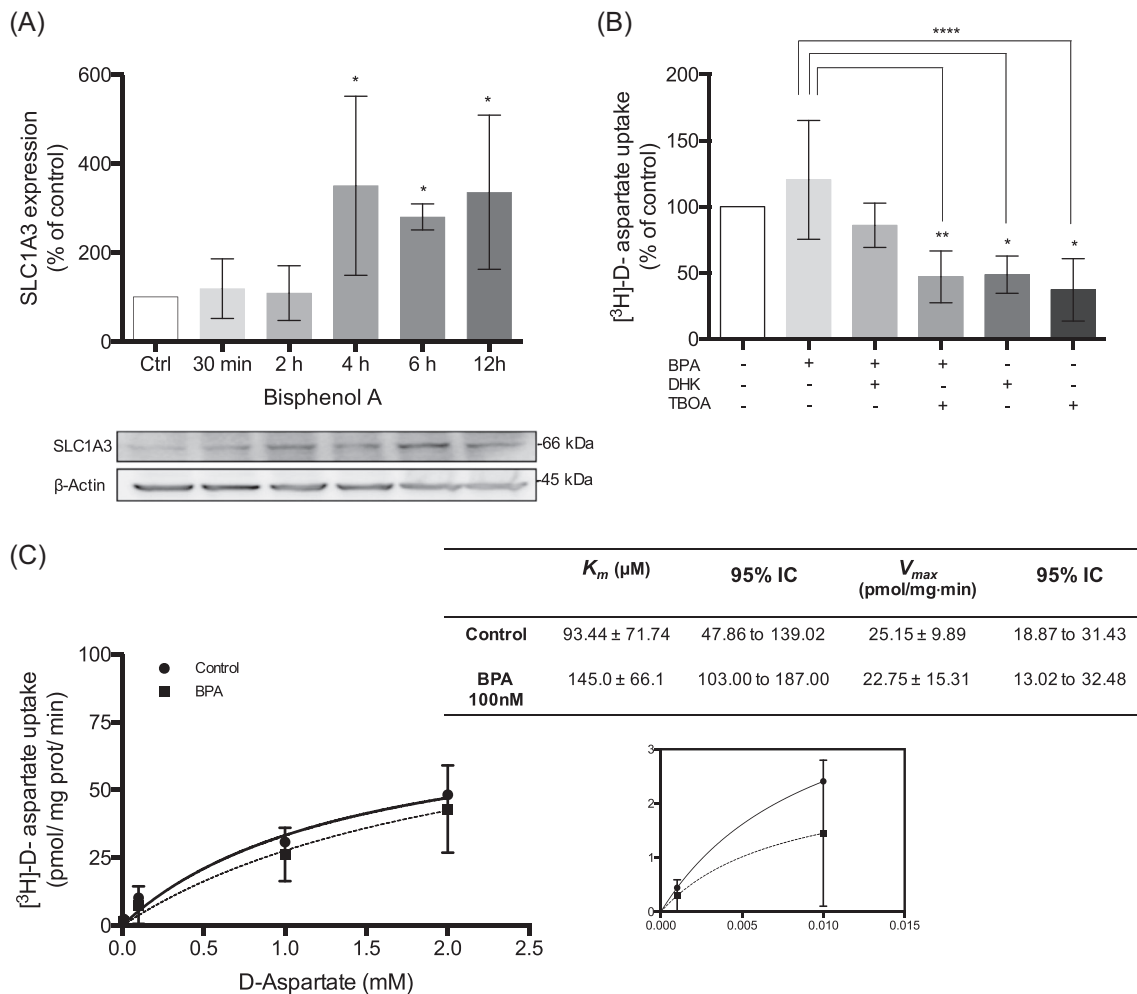 (A)
SLC1A3 expression
(% of control)
600
400
200
0
*
*
*
Ctrl 30 min 2 h 4 h 6 h 12h
Bisphenol A
SLC1A3
-66 kDa
β-Actin
-45 kDa
(B)
[³H]-D- aspartate uptake
(% of control)
200
150
100
50
0
****
**
*
*
BPA - + + + - -
DHK - - + - + -
TBOA - - - + - +
(C)
[³H]-D- aspartate uptake
(pmol/ mg prot/ min)
100
75
50
25
0
Control
BPA
0.0 0.5 1.0 1.5 2.0 2.5
D-Aspartate (mM)
Km (µM) 95% IC Vmax 95% IC
(pmol/mg·min)
Control 93.44 ± 71.74 47.86 to 139.02 25.15 ± 9.89 18.87 to 31.43
BPA 145.0 ± 66.1 103.00 to 187.00 22.75 ± 15.31 13.02 to 32.48
100nM
3
2
1
0
0.000 0.005 0.010 0.015